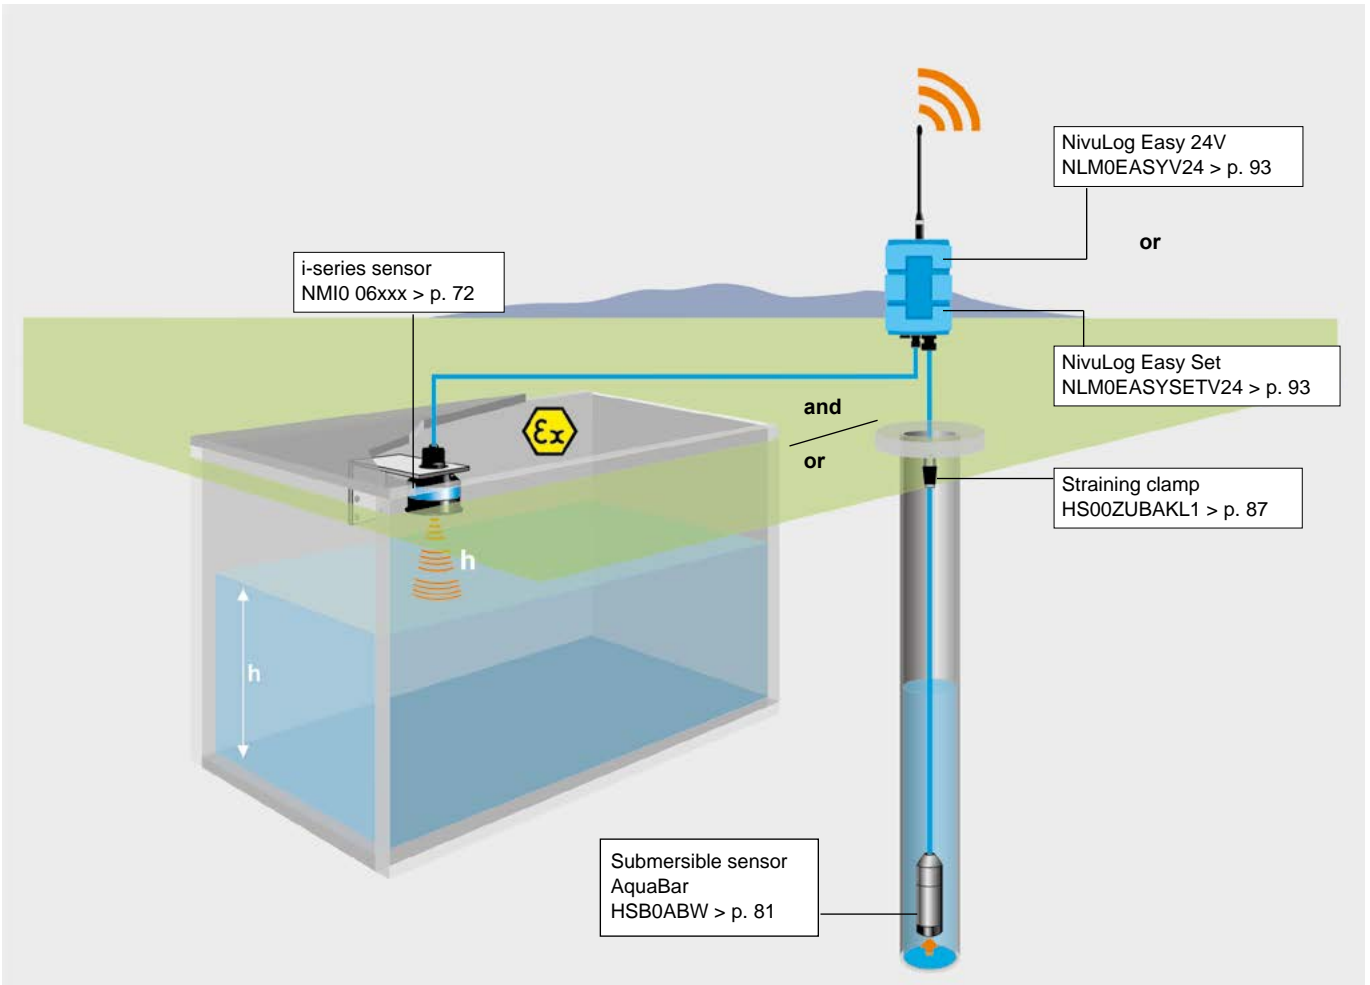 NivuLog Easy 24V
NLM0EASYV24 > p. 93
or
i-series sensor
NMI0 06xxx > p. 72
NivuLog Easy Set
NLM0EASYSETV24 > p. 93
and
or
Ex
Straining clamp
HS00ZUBAKL1 > p. 87
h
h
Submersible sensor
AquaBar
HSB0ABW > p. 81